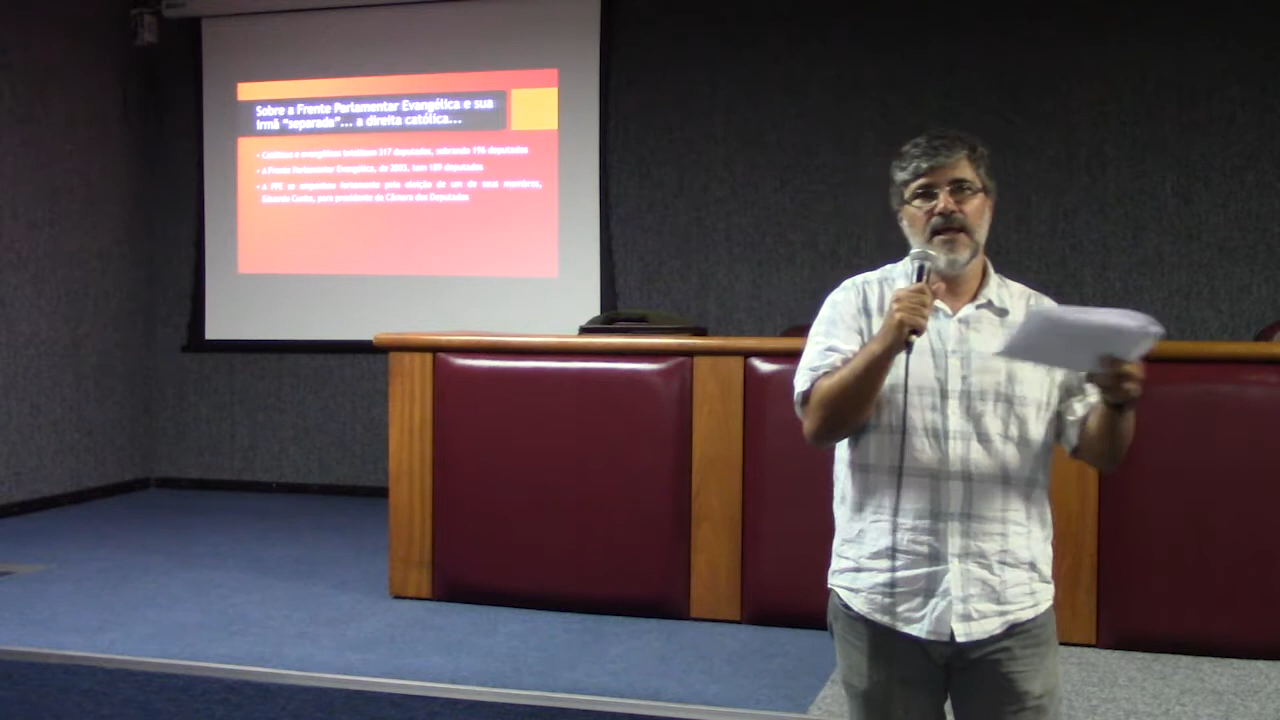 Sobre a Frente Parlamentar Evangélica e sua
irmã "separada"... a direita católica...
• Católicos e evangélicos totalizam 317 deputados, sobrando 196 deputados
• A Frente Parlamentar Evangélica, de 2003, tem 109 deputados
• A FPE se empenhou fortemente pela eleição de um de seus membros,
Eduardo Cunha, para presidente da Câmara dos Deputados